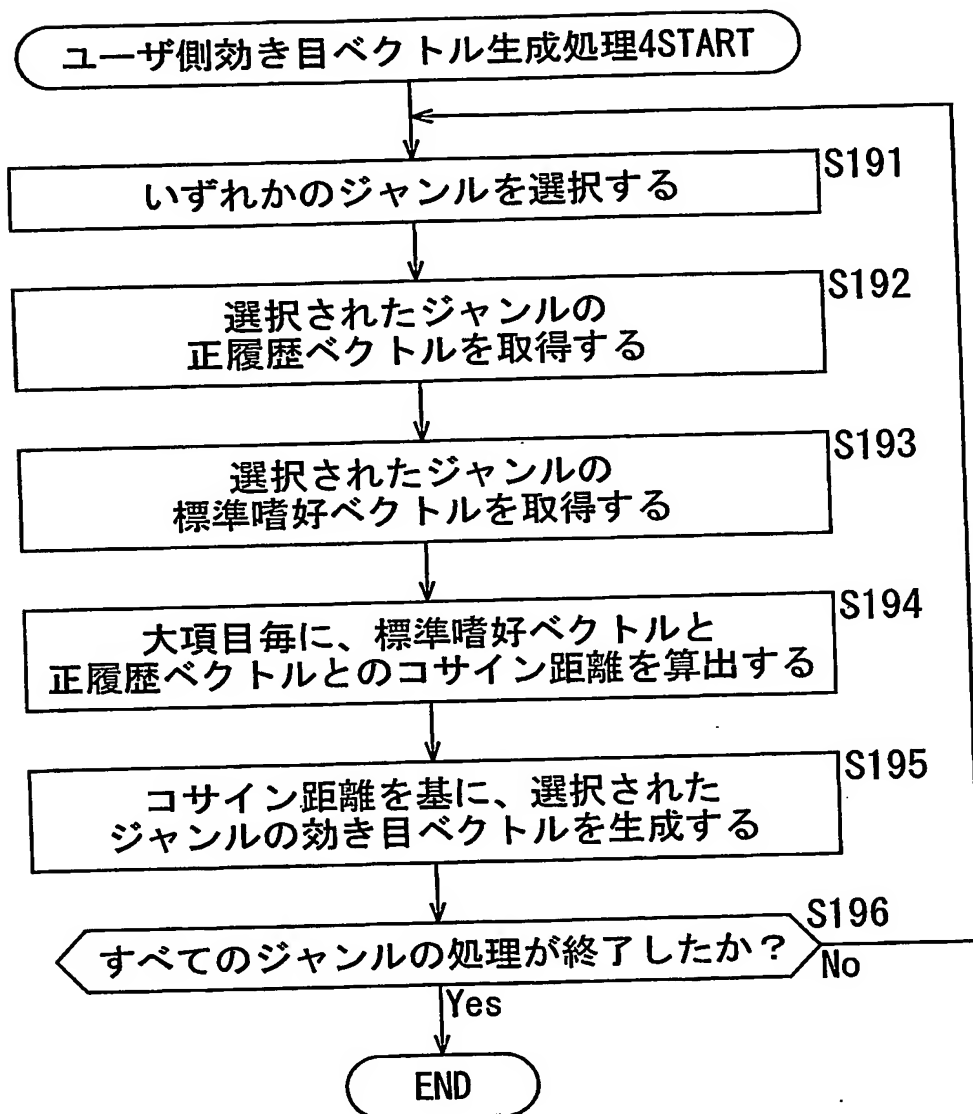 ユーザ側効き目ベクトル生成処理4START
S191
いずれかのジャンルを選択する
S192
選択されたジャンルの
正履歴ベクトルを取得する
S193
選択されたジャンルの
標準嗜好ベクトルを取得する
S194
大項目毎に、標準嗜好ベクトルと
正履歴ベクトルとのコサイン距離を算出する
S195
コサイン距離を基に、選択された
ジャンルの効き目ベクトルを生成する
S196
すべてのジャンルの処理が終了したか？
No
Yes
END